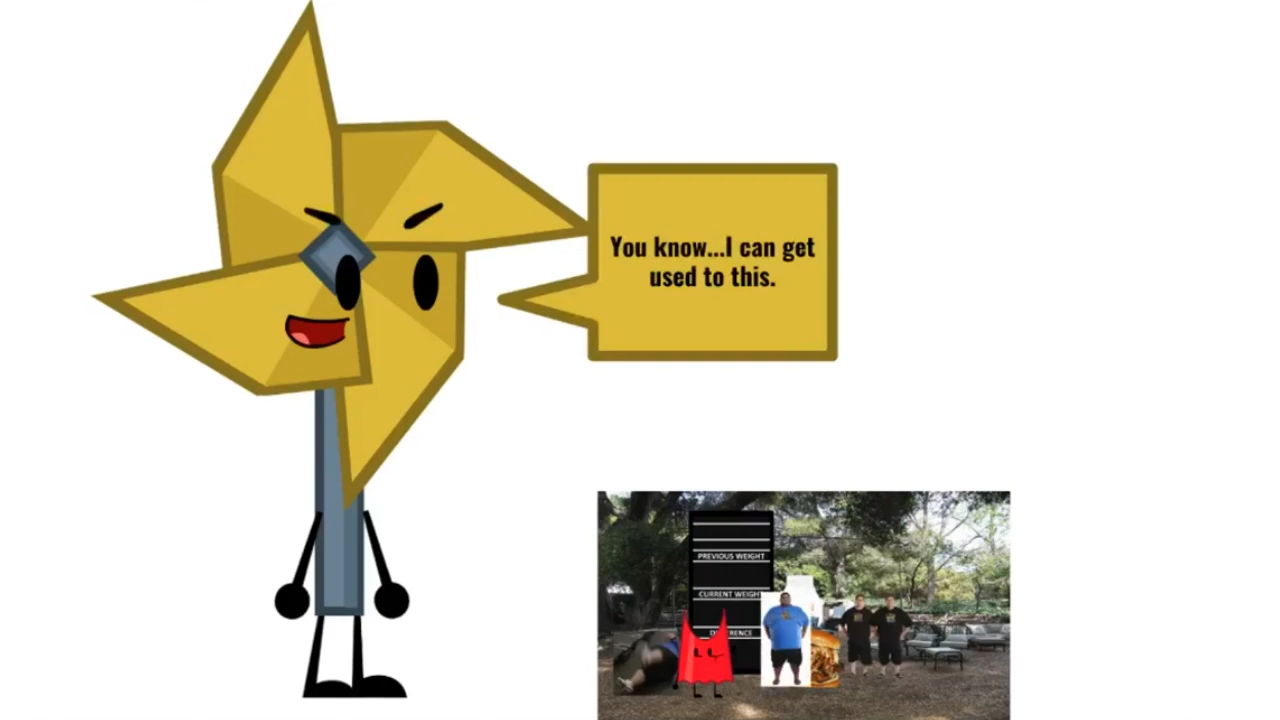 You know...I can get
used to this.
PREVIOUS WEIGHT
CURRENT WEIGHT